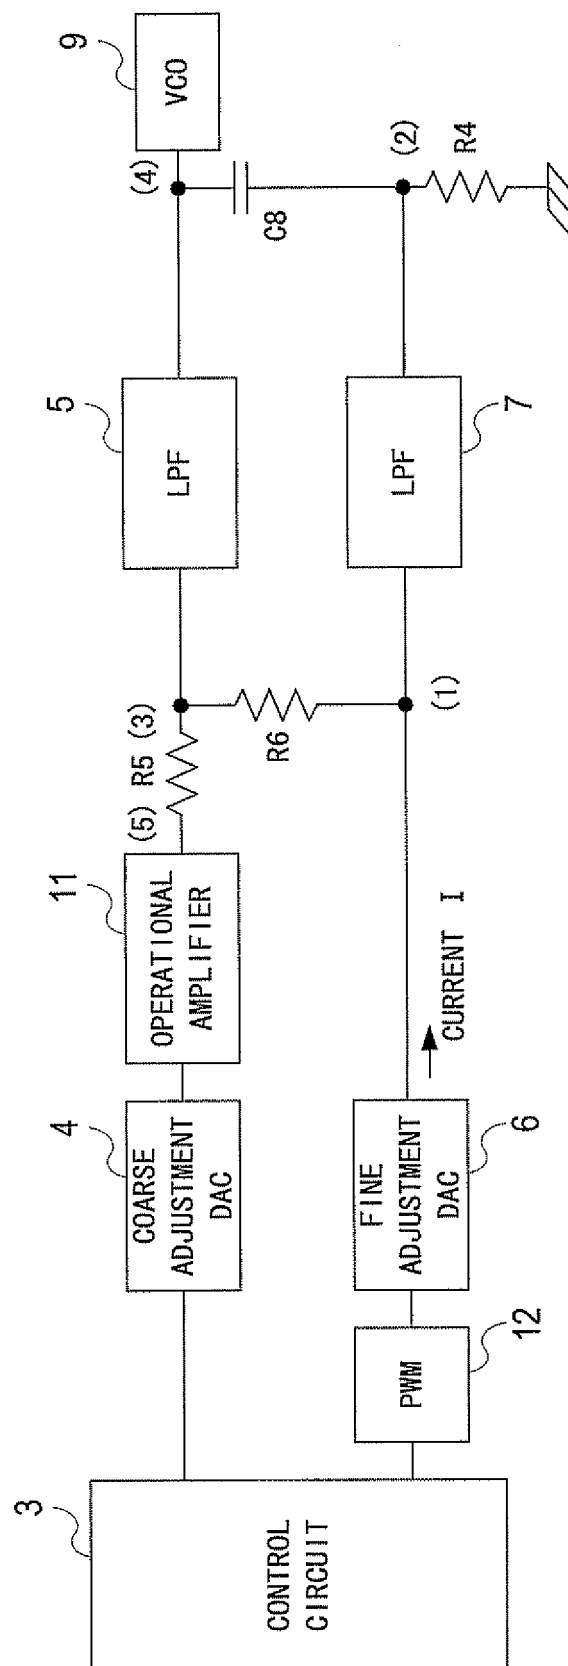 3
CONTROL
CIRCUIT
4
COARSE
ADJUSTMENT
DAC
11
OPERATIONAL
AMPLIFIER
(5)
R5
(3)
5
LPF
(4)
9
VCO
R6
C8
PWM
12
FINE
ADJUSTMENT
DAC
6
CURRENT I
(1)
LPF
7
(2)
R4